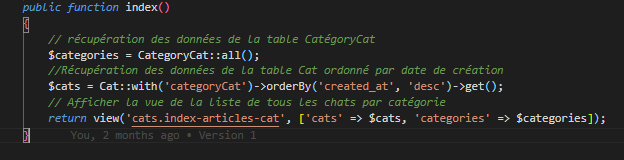 public function index()
{
// récupération des données de la table CatégoryCat
$categories = CategoryCat::all();
//Récupération des données de la table Cat ordonné par date de création
$cats = Cat::with('categoryCat')->orderBy('created_at', 'desc')->get();
// Afficher la vue de la liste de tous les chats par catégorie
return view('cats.index-articles-cat', ['cats' => $cats, 'categories' => $categories]);
} You, 2 months ago • Version 1